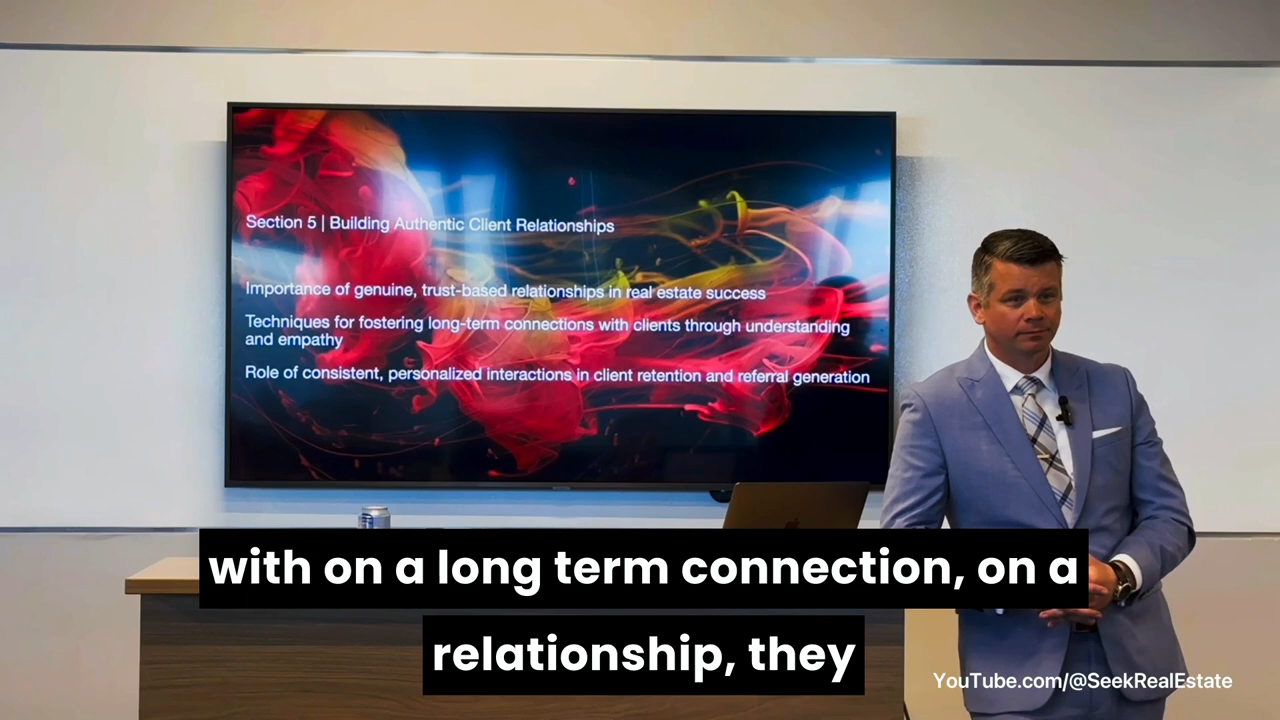 Section 5 | Building Authentic Client Relationships
Importance of genuine, trust-based relationships in real estate success
Techniques for fostering long-term connections with clients through understanding
and empathy
Role of consistent, personalized interactions in client retention and referral generation
with on a long term connection, on a
relationship, they
YouTube.com/@SeekRealEstate